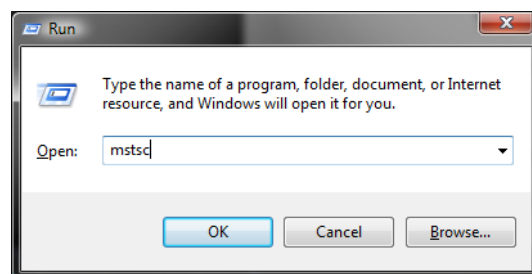 Run
Type the name of a program, folder, document, or Internet
resource, and Windows will open it for you.
Open: mstsc
OK Cancel Browse...